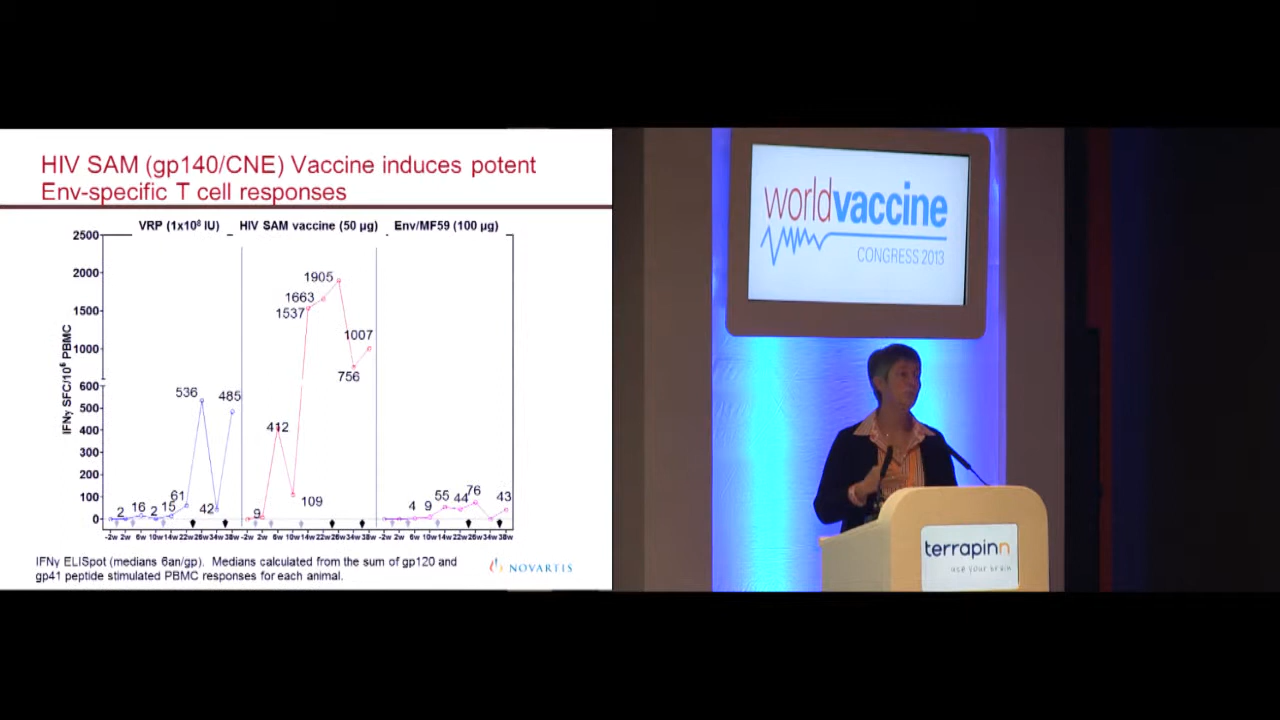 HIV SAM (gp140/CNE) Vaccine induces potent
Env-specific T cell responses
VRP (1x10⁸ IU)
HIV SAM vaccine (50 µg)
Env/MF59 (100 µg)
IFNγ SFC/10⁶ PBMC
2500
2000
1500
1000
600
500
400
300
200
100
0
2
16
2
15
61
536
42
485
9
412
109
1537
1663
1905
756
1007
4
9
55
44
76
43
-2w 2w 6w 10w 14w 22w 26w 34w 38w
-2w 2w 6w 10w 14w 22w 26w 34w 38w
-2w 2w 6w 10w 14w 22w 26w 34w 38w
IFNγ ELISpot (medians 6an/gp). Medians calculated from the sum of gp120 and
gp41 peptide stimulated PBMC responses for each animal.
NOVARTIS
worldvaccine
CONGRESS 2013
terrapinn
use your brain